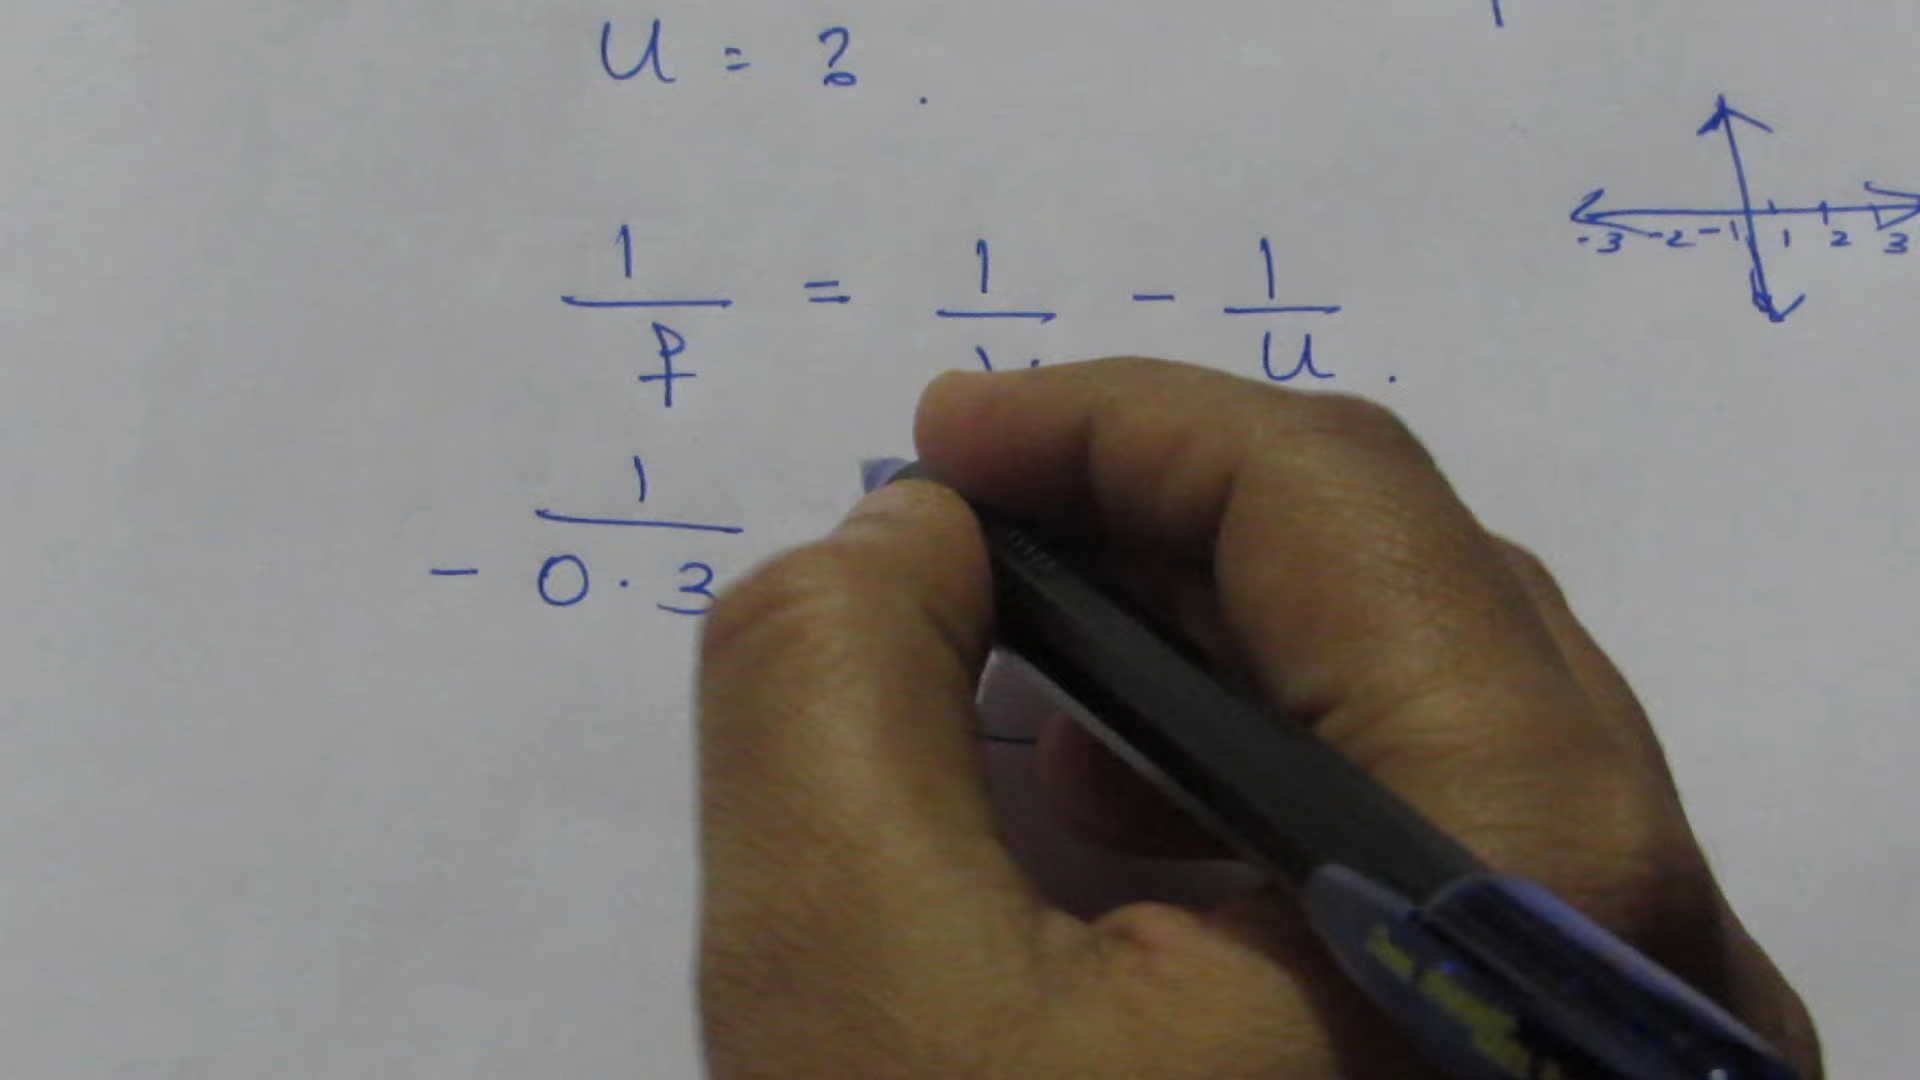 U = ?
1/f = 1/v - 1/U .
- 1/0.3
-3 -2 -1 1 2 3